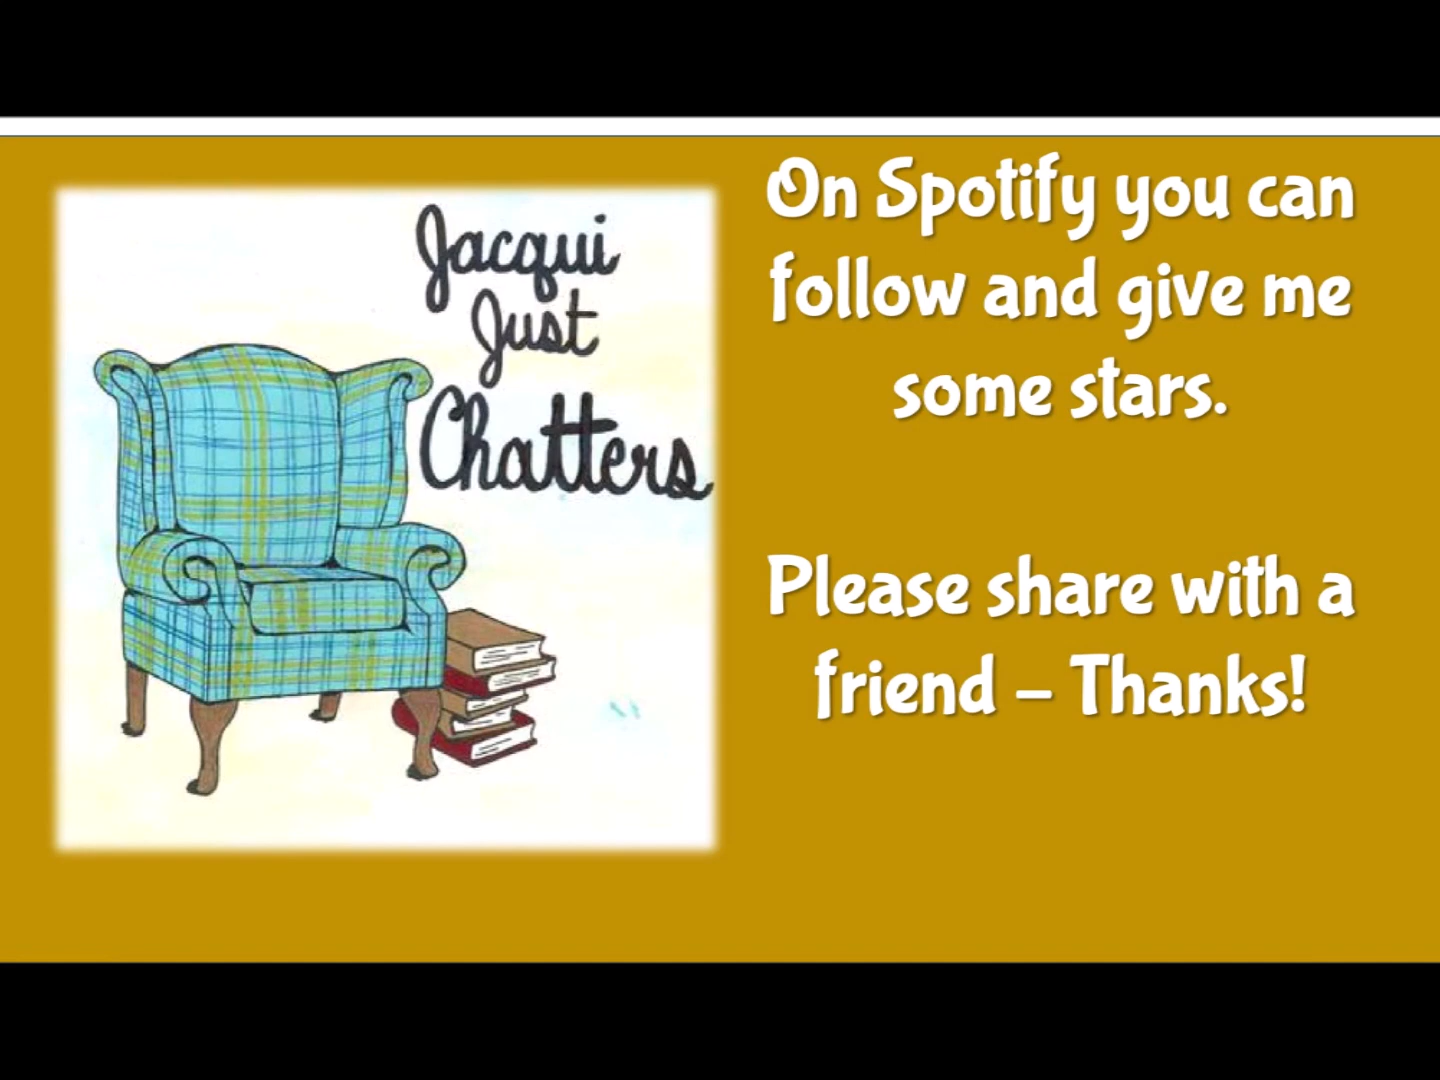 Jacqui
Just
Chatters
On Spotify you can
follow and give me
some stars.
Please share with a
friend – Thanks!